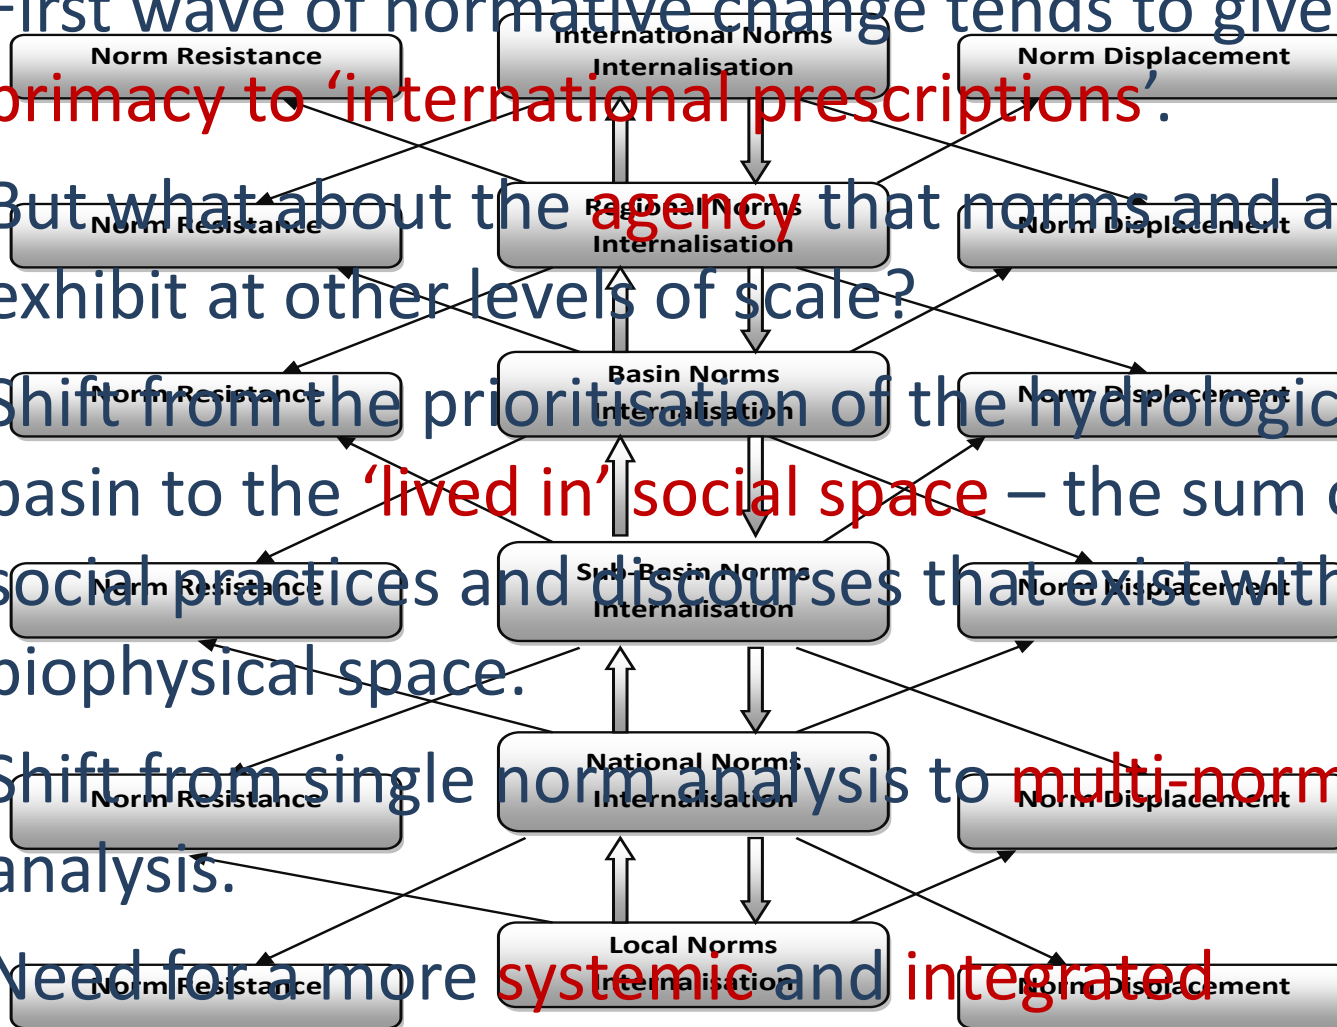 First wave of normative change tends to give
primacy to ‘international prescriptions’.
But what about the agency that norms and a
exhibit at other levels of scale?
Shift from the prioritisation of the hydrologic
basin to the ‘lived in’ social space – the sum o
social practices and discourses that exist with
biophysical space.
Shift from single norm analysis to multi-norm
analysis.
Need for a more systemic and integrated
Norm Resistance
International Norms
Internalisation
Norm Displacement
Norm Resistance
Regional Norms
Internalisation
Norm Displacement
Norm Resistance
Basin Norms
Internalisation
Norm Displacement
Norm Resistance
Sub-Basin Norms
Internalisation
Norm Displacement
Norm Resistance
National Norms
Internalisation
Norm Displacement
Norm Resistance
Local Norms
Internalisation
Norm Displacement